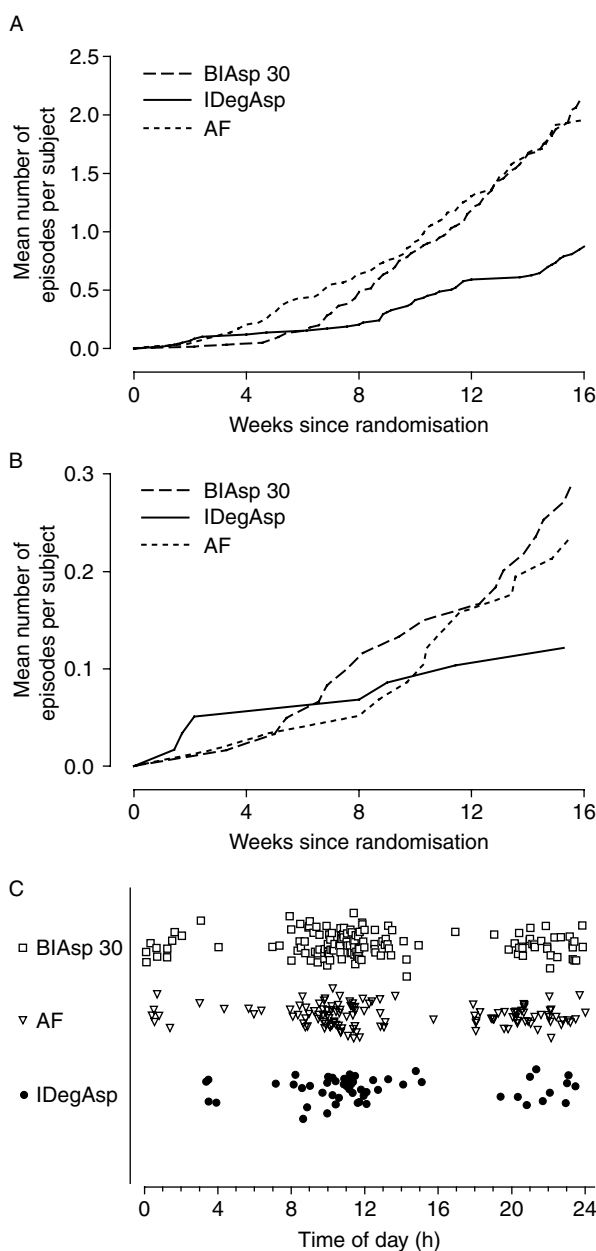 A
2.5
2.0
1.5
1.0
0.5
0.0
Mean number of
episodes per subject
BIAsp 30
IDegAsp
AF
0 4 8 12 16
Weeks since randomisation
B
0.3
0.2
0.1
0.0
Mean number of
episodes per subject
BIAsp 30
IDegAsp
AF
0 4 8 12 16
Weeks since randomisation
C
BIAsp 30
AF
IDegAsp
0 4 8 12 16 20 24
Time of day (h)